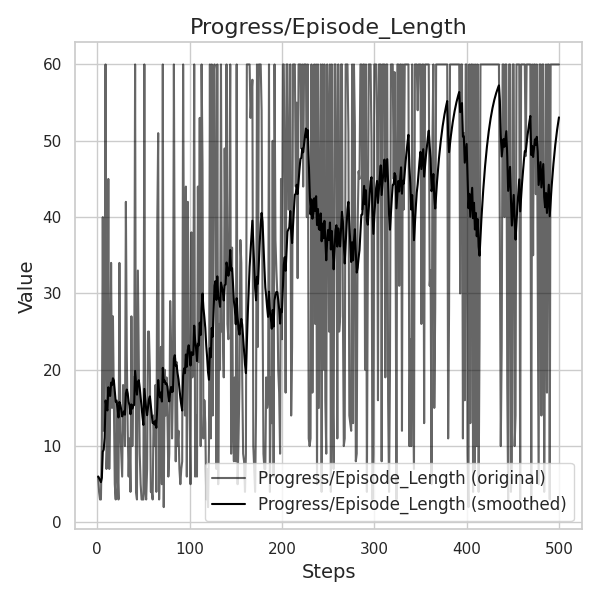 Progress/Episode_Length
Value
60
50
40
30
20
10
0
Progress/Episode_Length (original)
Progress/Episode_Length (smoothed)
0 100 200 300 400 500
Steps